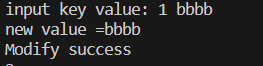 input key value: 1 bbbb
new value =bbbb
Modify success